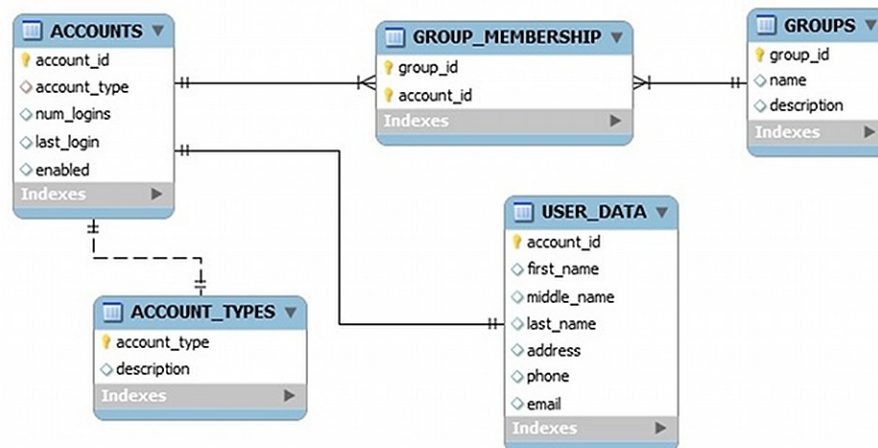 ACCOUNTS
account_id
account_type
num_logins
last_login
enabled
Indexes
GROUP_MEMBERSHIP
group_id
account_id
Indexes
GROUPS
group_id
name
description
Indexes
ACCOUNT_TYPES
account_type
description
Indexes
USER_DATA
account_id
first_name
middle_name
last_name
address
phone
email
Indexes